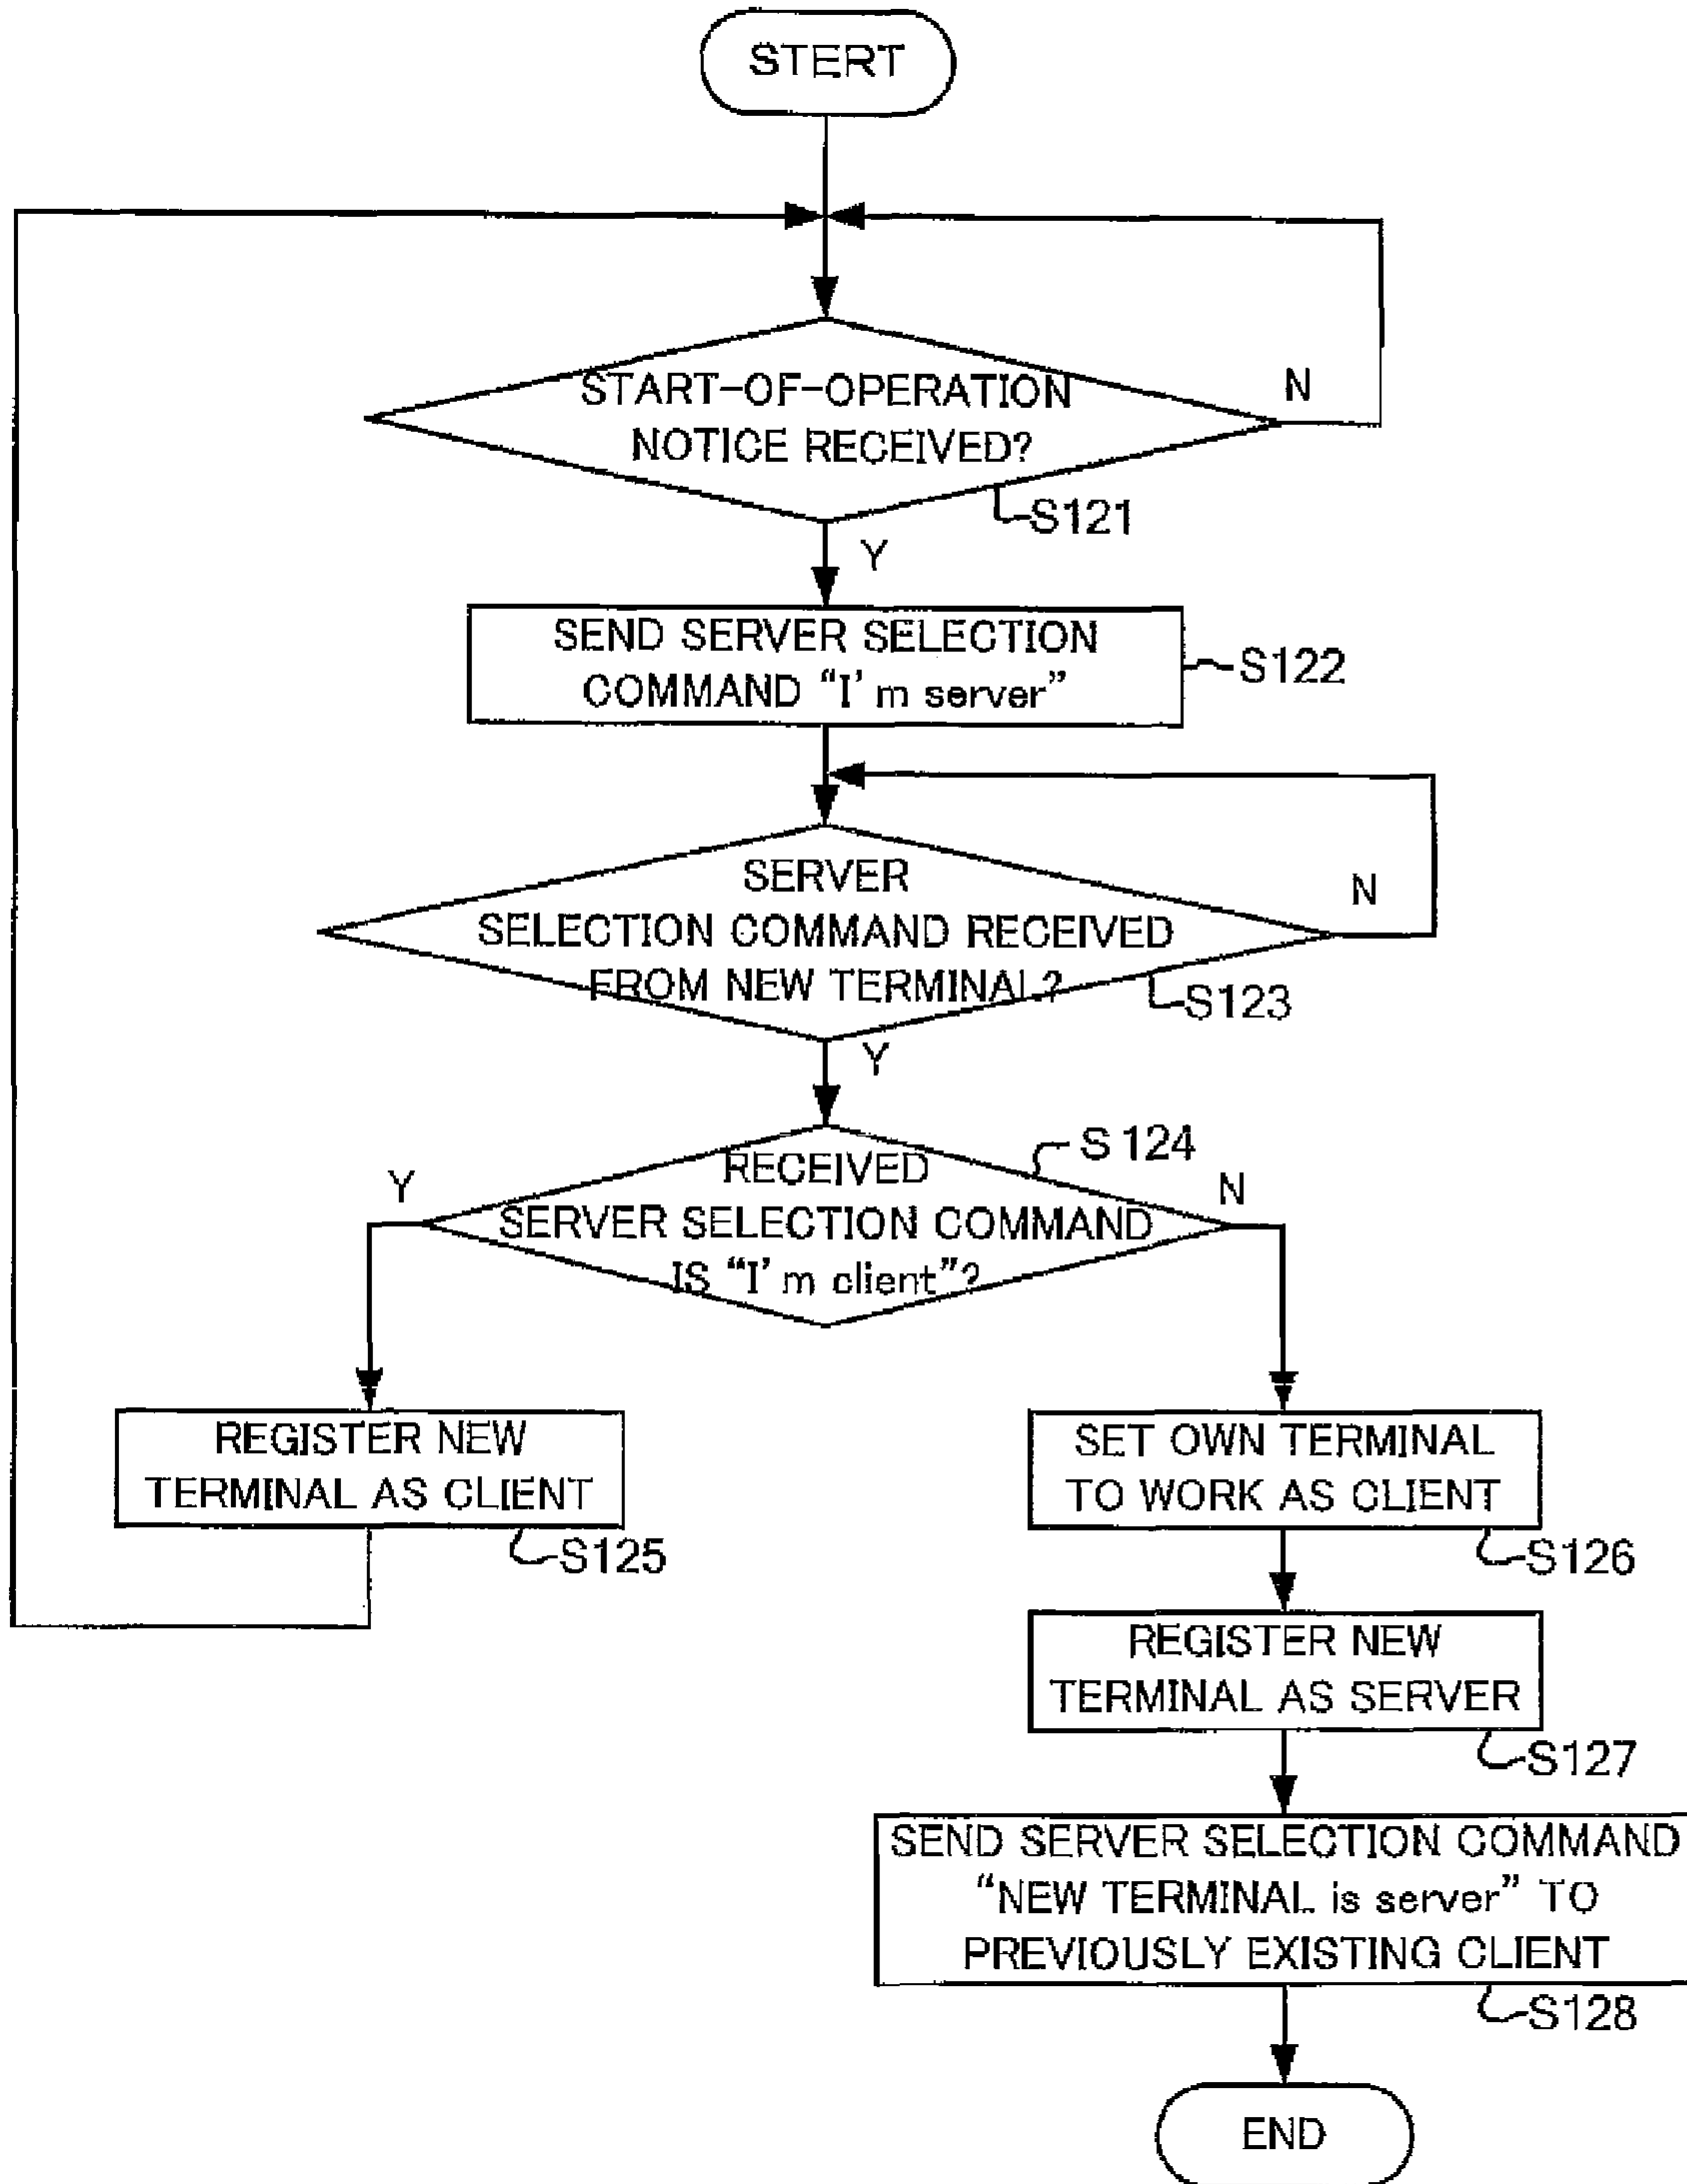 STERT
START-OF-OPERATION
NOTICE RECEIVED?
N
S121
Y
SEND SERVER SELECTION
COMMAND “I’m server”
S122
SERVER
SELECTION COMMAND RECEIVED
FROM NEW TERMINAL?
N
S123
Y
S124
RECEIVED
SERVER SELECTION COMMAND
IS “I’m client”?
Y
N
REGISTER NEW
TERMINAL AS CLIENT
S125
SET OWN TERMINAL
TO WORK AS CLIENT
S126
REGISTER NEW
TERMINAL AS SERVER
S127
SEND SERVER SELECTION COMMAND
“NEW TERMINAL is server” TO
PREVIOUSLY EXISTING CLIENT
S128
END